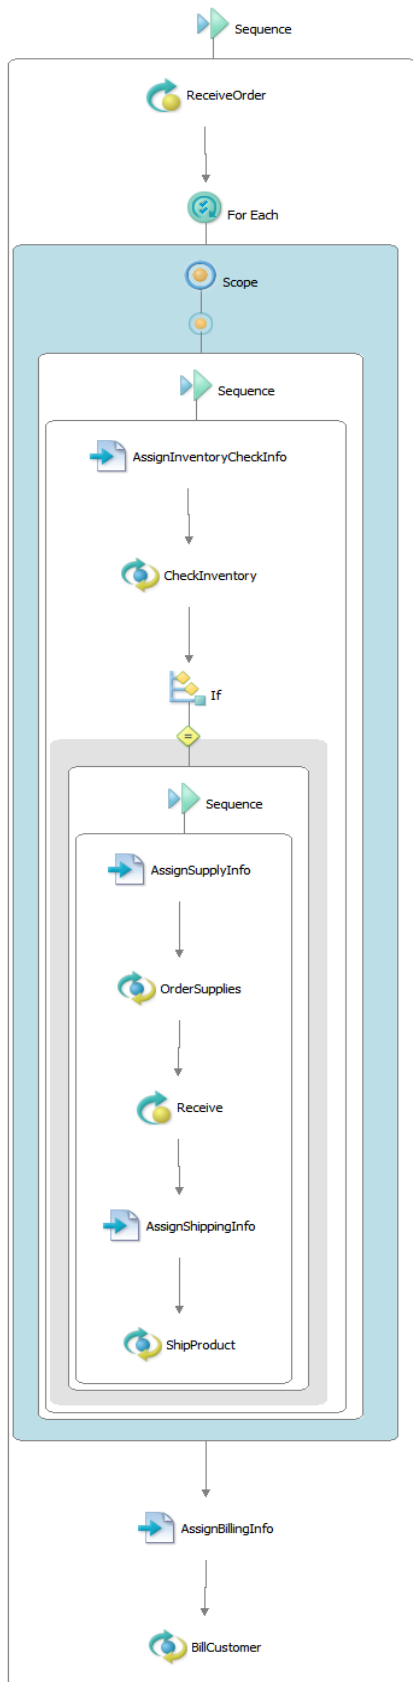 Sequence
ReceiveOrder
For Each
Scope
Sequence
AssignInventoryCheckInfo
CheckInventory
If
=
Sequence
AssignSupplyInfo
OrderSupplies
Receive
AssignShippingInfo
ShipProduct
AssignBillingInfo
BillCustomer